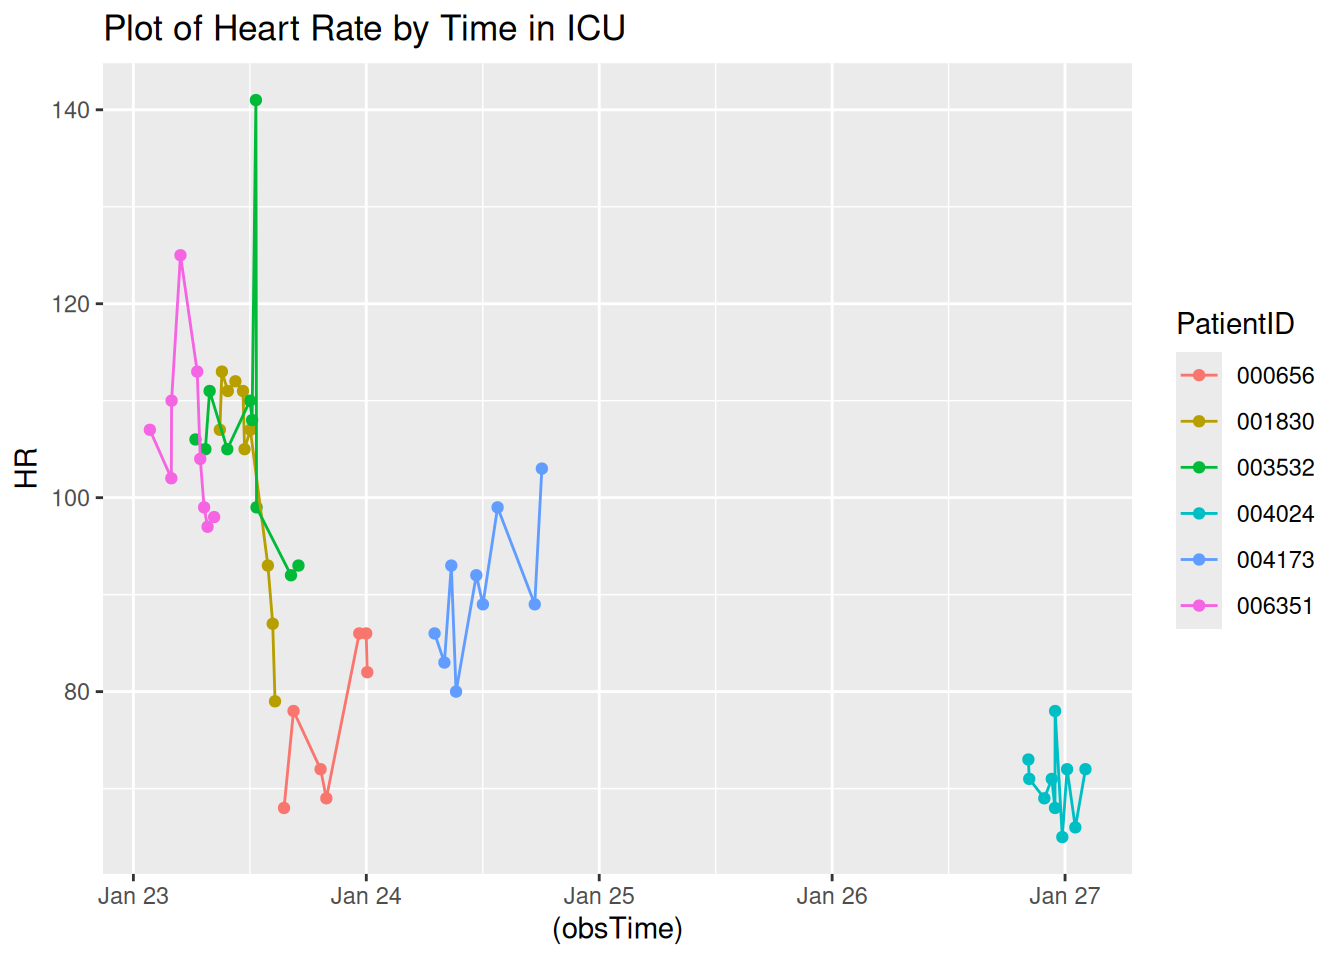 Plot of Heart Rate by Time in ICU
140
120
100
80
HR
Jan 23 Jan 24 Jan 25 Jan 26 Jan 27
(obsTime)
PatientID
000656
001830
003532
004024
004173
006351